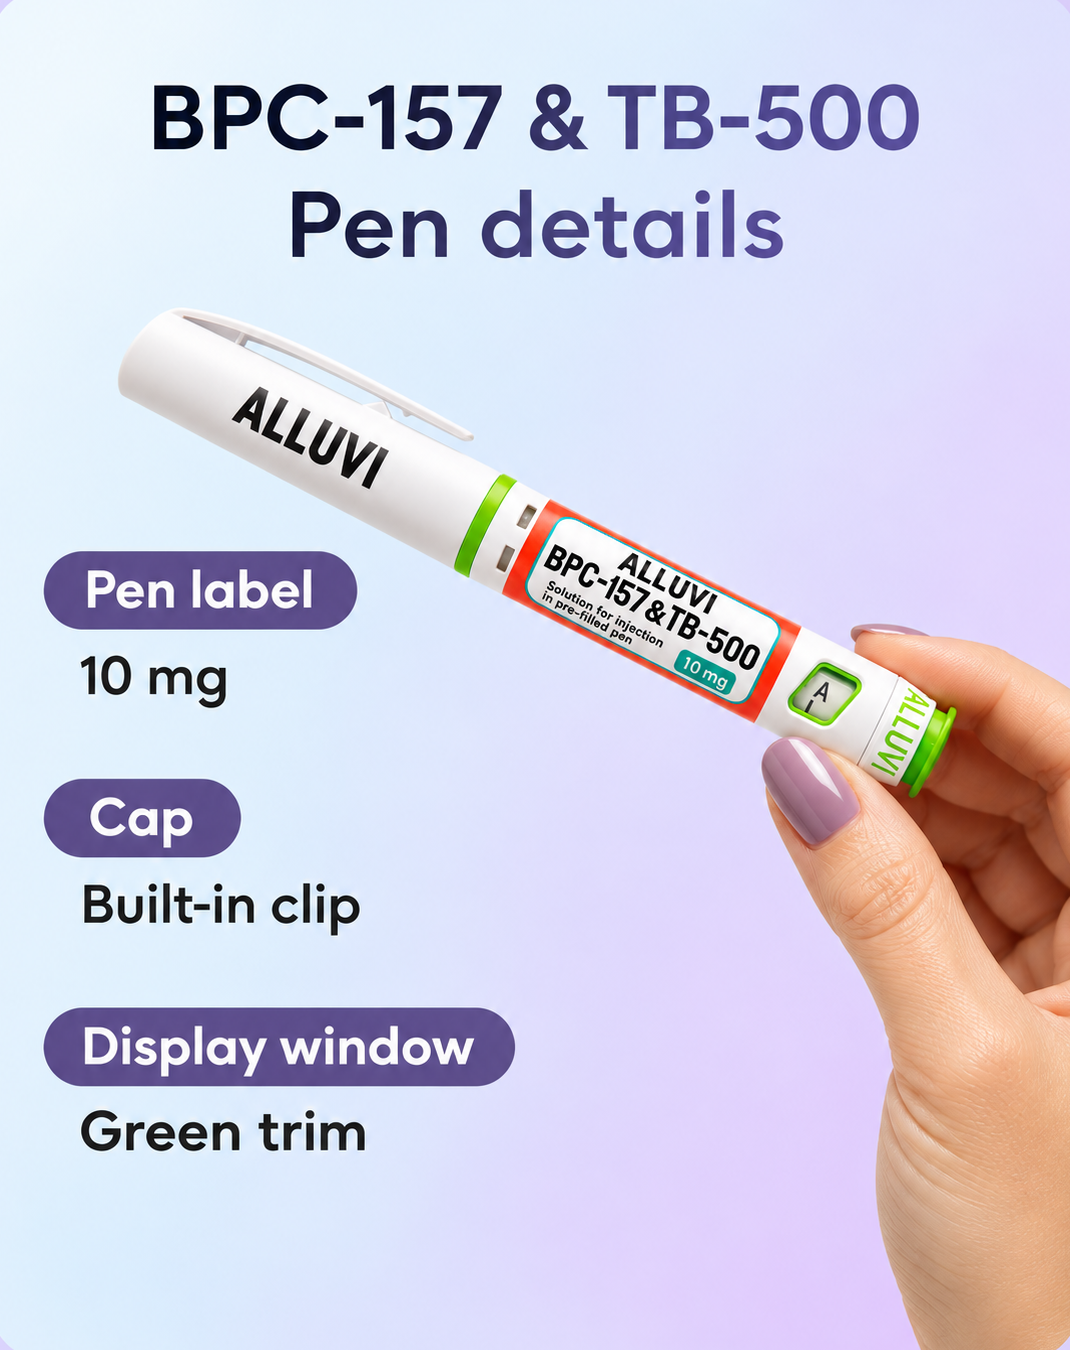 BPC-157 & TB-500
Pen details
ALLUVI
ALLUVI
BPC-157&TB-500
Solution for injection
in pre-filled pen
10 mg
A
ALLUVI
Pen label
10 mg
Cap
Built-in clip
Display window
Green trim